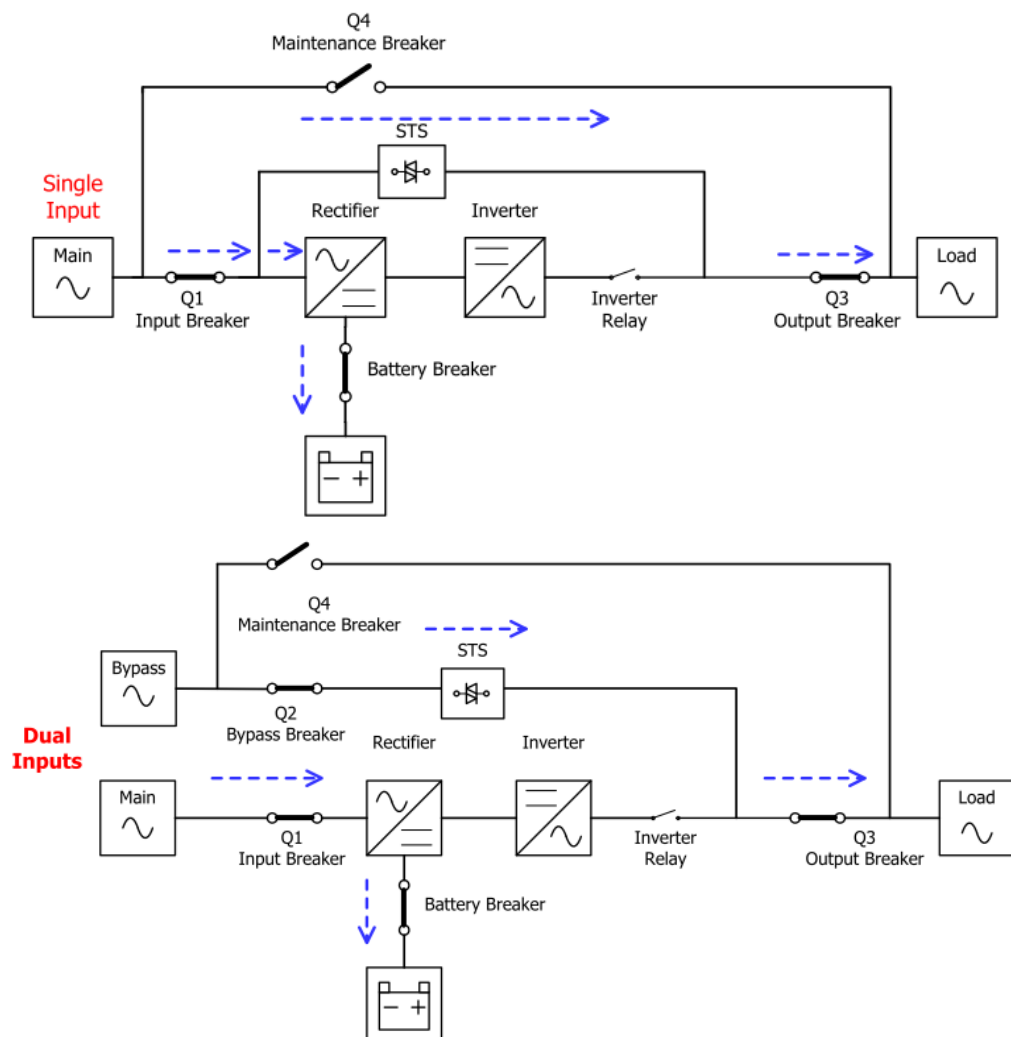 Q4
Maintenance Breaker
STS
Single
Input
Rectifier
Inverter
Main
Load
Q1
Input Breaker
Inverter
Relay
Q3
Output Breaker
Battery Breaker
Q4
Maintenance Breaker
STS
Bypass
Q2
Bypass Breaker
Dual
Inputs
Rectifier
Inverter
Main
Load
Q1
Input Breaker
Inverter
Relay
Q3
Output Breaker
Battery Breaker